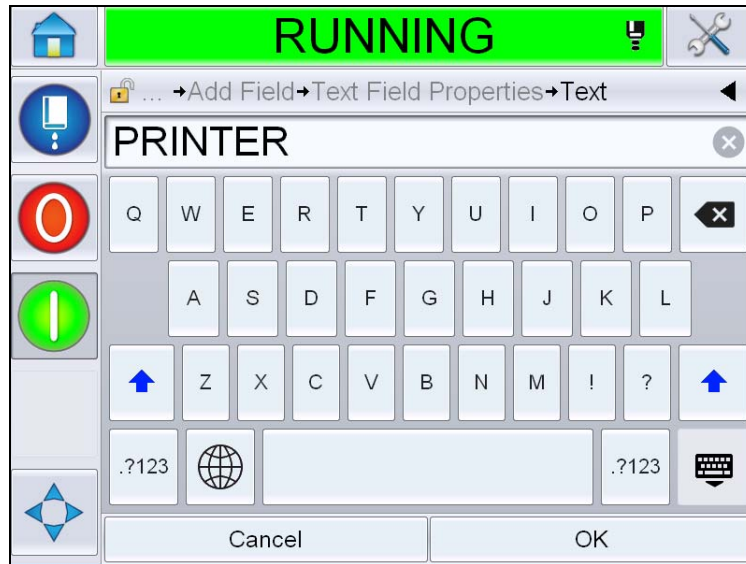 RUNNING
... →Add Field→Text Field Properties→Text
PRINTER
Q W E R T Y U I O P
A S D F G H J K L
Z X C V B N M ! ?
.?123 .?123
Cancel OK